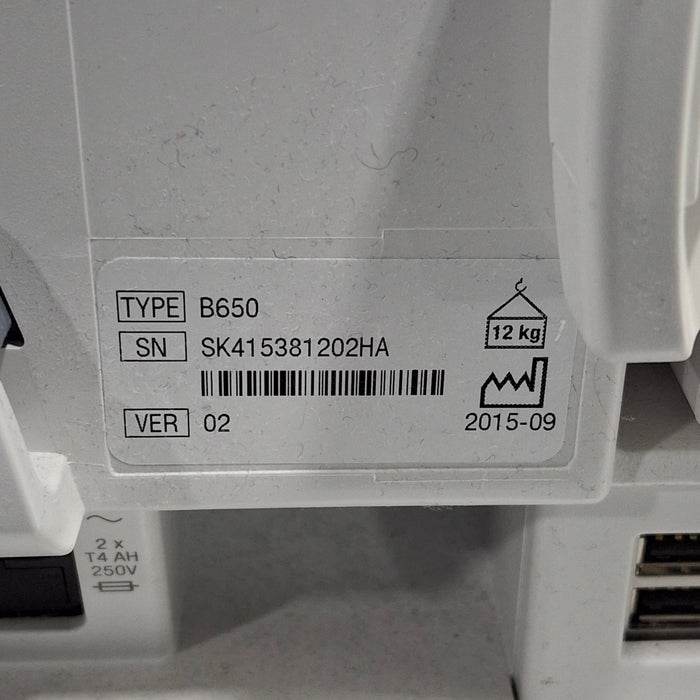 TYPE B650
SN SK415381202HA
VER 02
12 kg
2015-09
2 x
T4 AH
250V